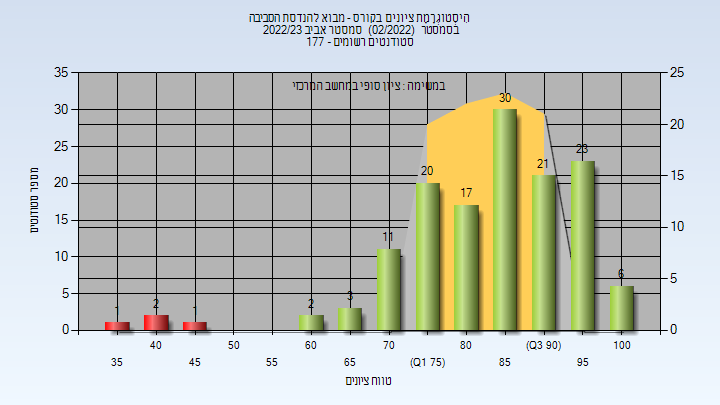 היסטוגרמת ציונים בקורס - מבוא להנדסת הסביבה
בסמסטר (02/2022) סמסטר אביב 2022/23
סטודנטים רשומים - 177
במשימה : ציון סופי במחשב המרכזי
35 30 25 20 15 10 5 0
25 20 15 10 5 0
מספר סטודנטים
1 2 1 2 3 11 20 17 30 21 23 6
40 50 60 70 80 (Q3 90) 100
35 45 55 65 (Q1 75) 85 95
טווח ציונים